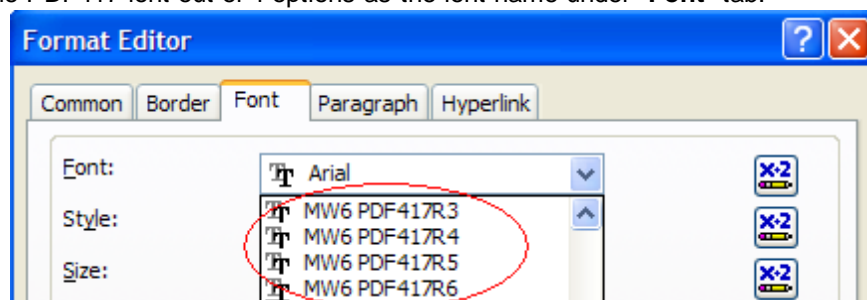 PDF417 font out of 4 options as the font name under "Font" tab.
Format Editor
Common Border Font Paragraph Hyperlink
Font: Arial
MW6 PDF417R3
Style: MW6 PDF417R4
MW6 PDF417R5
Size: MW6 PDF417R6